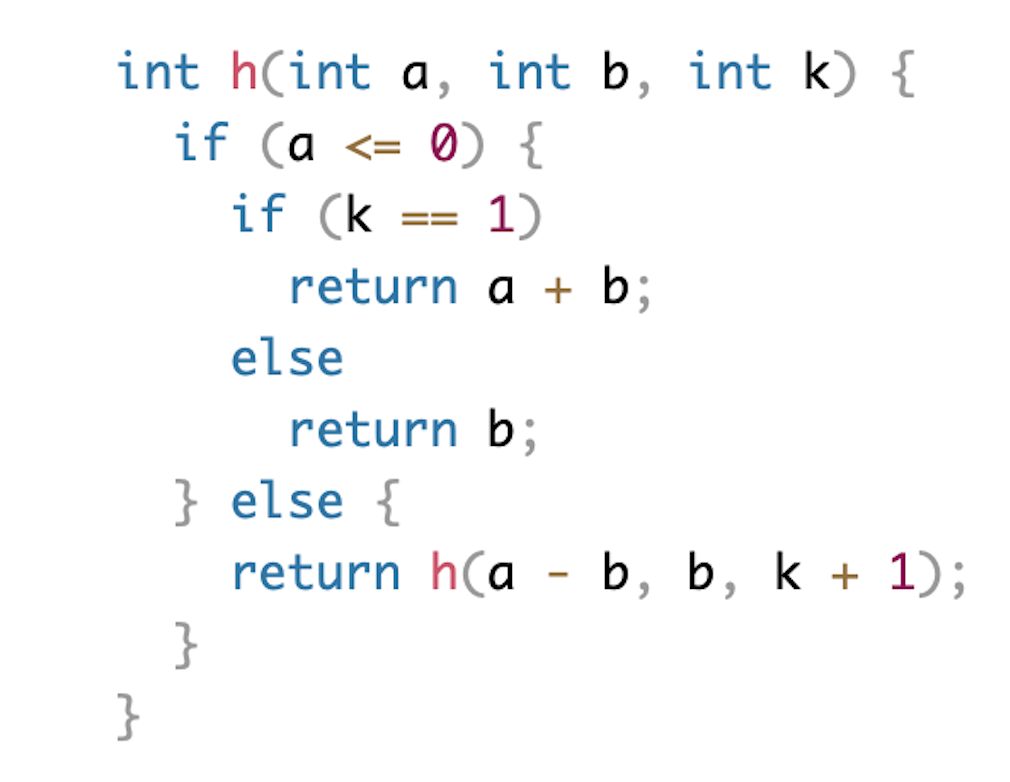 int h(int a, int b, int k) {
  if (a <= 0) {
    if (k == 1)
      return a + b;
    else
      return b;
  } else {
    return h(a - b, b, k + 1);
  }
}